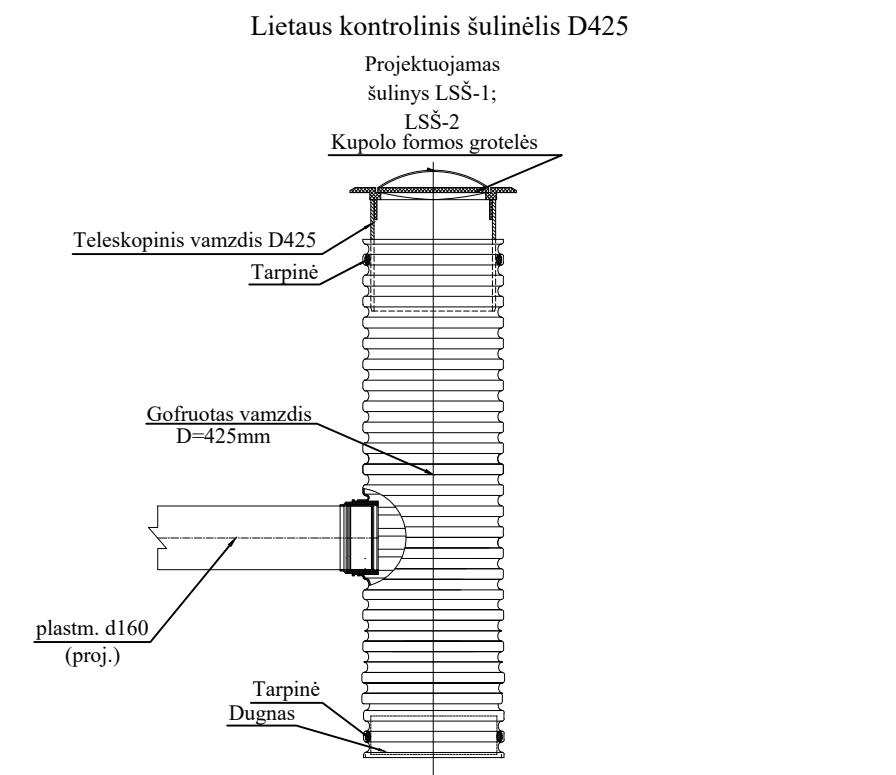 Lietaus kontrolinis šulinėlis D425
Projektuojamas
šulinys LSŠ-1;
LSŠ-2
Kupolo formos grotelės
Teleskopinis vamzdis D425
Tarpinė
Gofruotas vamzdis
D=425mm
plastm. d160
(proj.)
Tarpinė
Dugnas